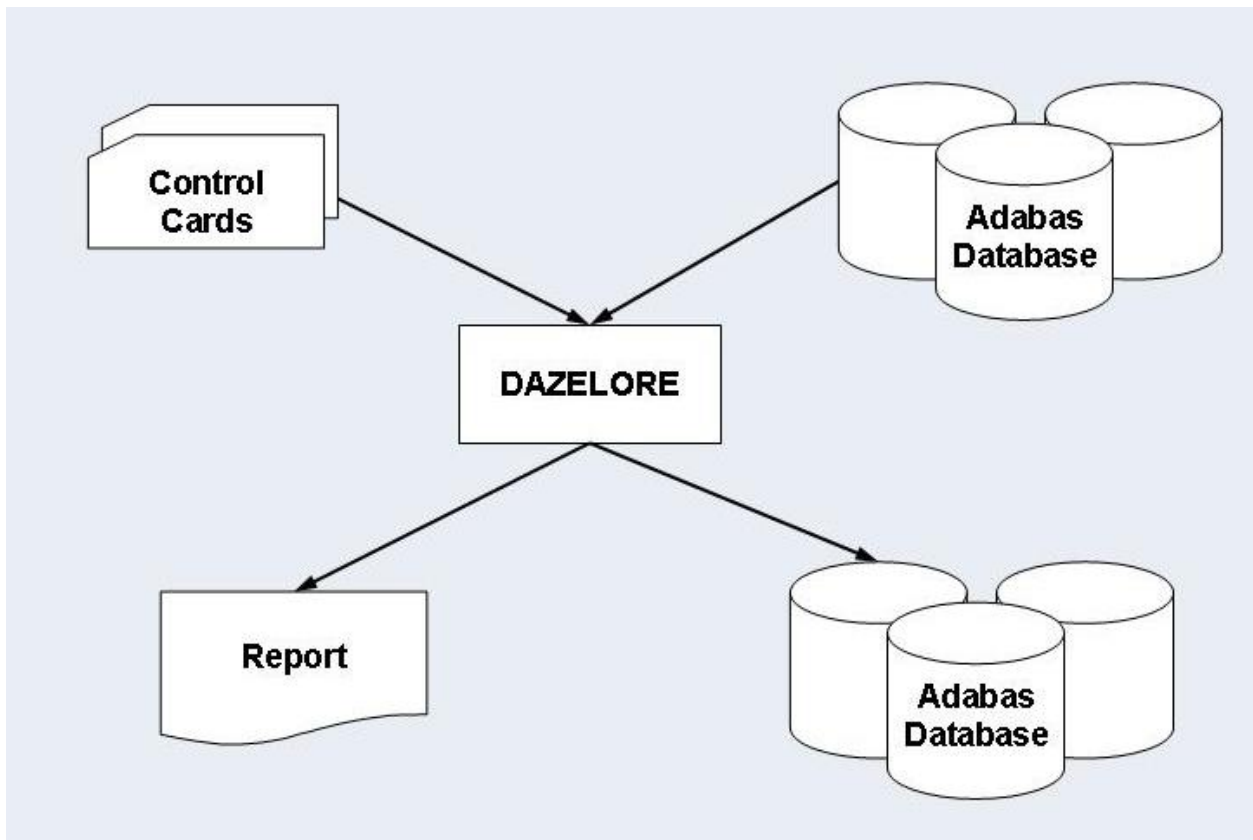 Control
Cards
Adabas
Database
DAZELORE
Report
Adabas
Database